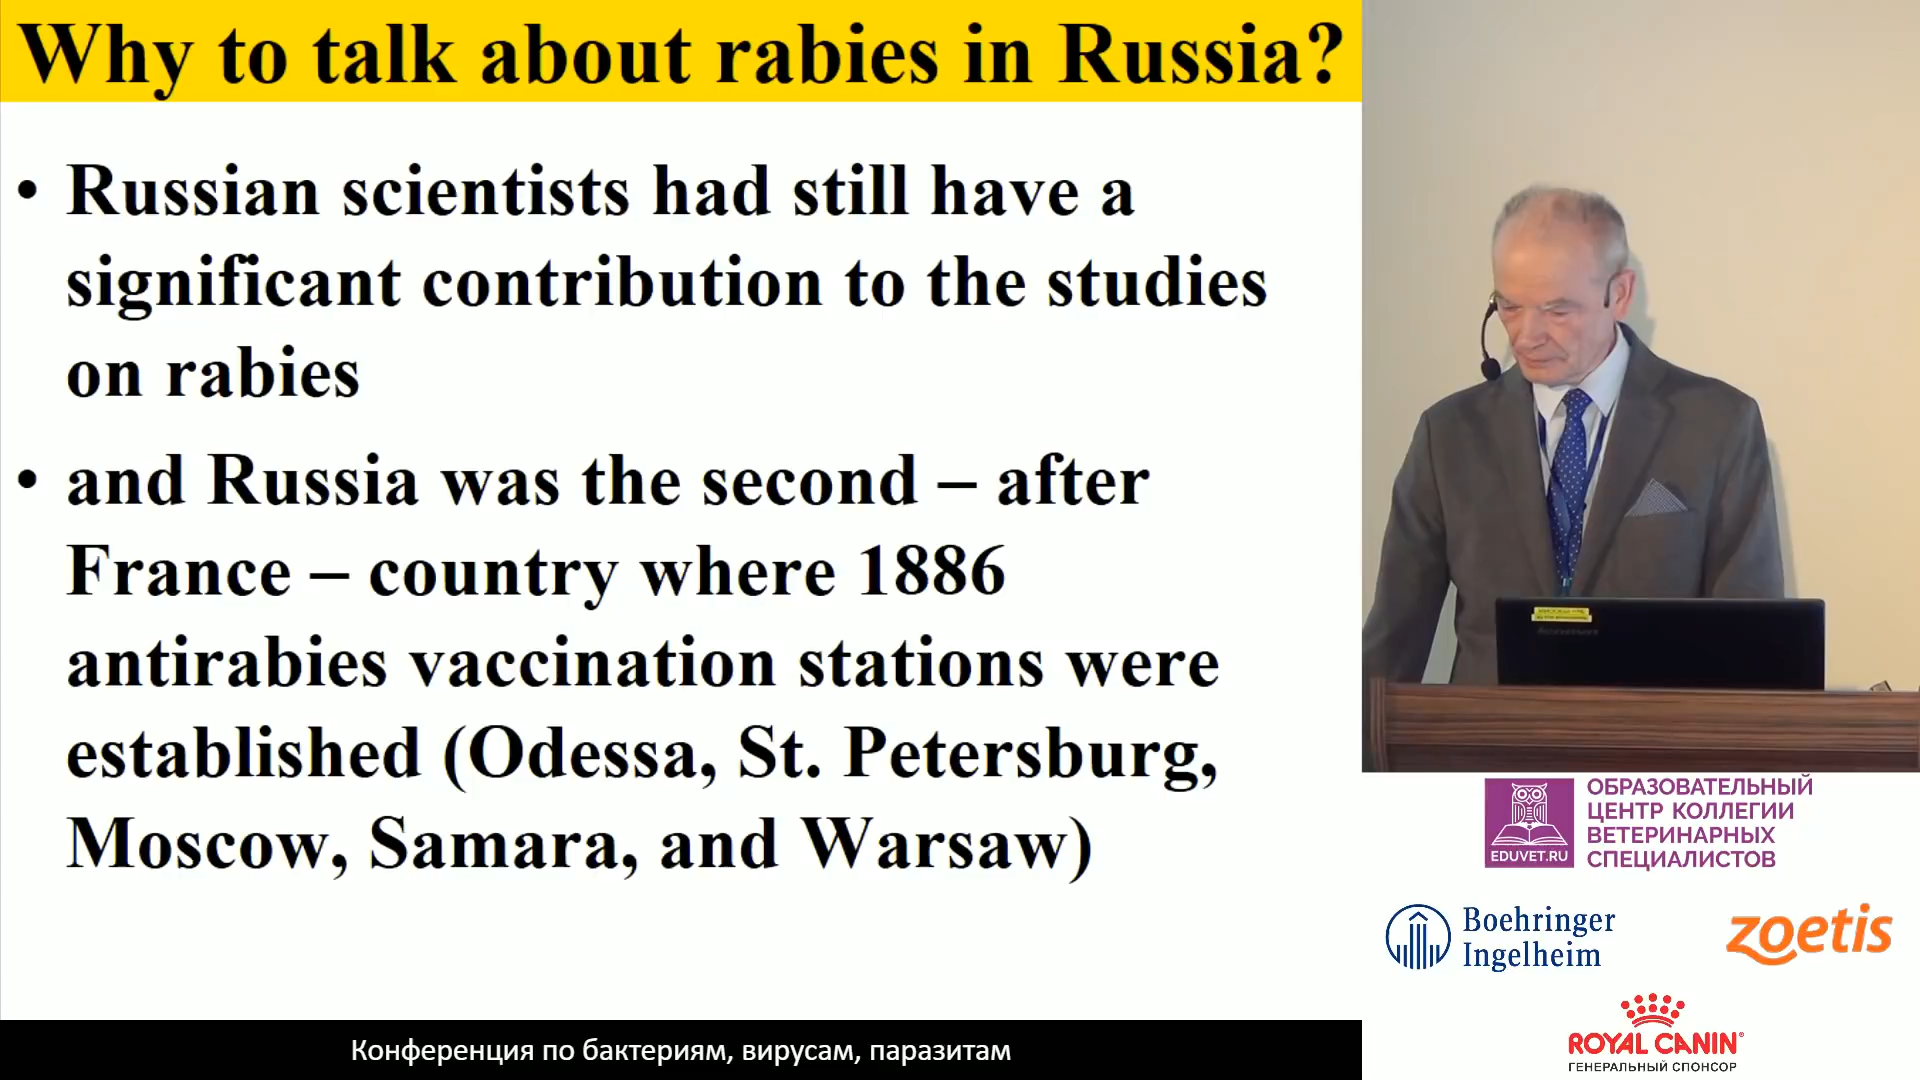 Why to talk about rabies in Russia?
• Russian scientists had still have a
significant contribution to the studies
on rabies
• and Russia was the second – after
France – country where 1886
antirabies vaccination stations were
established (Odessa, St. Petersburg,
Moscow, Samara, and Warsaw)
Конференция по бактериям, вирусам, паразитам
EDUVET.RU
ОБРАЗОВАТЕЛЬНЫЙ
ЦЕНТР КОЛЛЕГИИ
ВЕТЕРИНАРНЫХ
СПЕЦИАЛИСТОВ
Boehringer
Ingelheim
zoetis
ROYAL CANIN®
ГЕНЕРАЛЬНЫЙ СПОНСОР